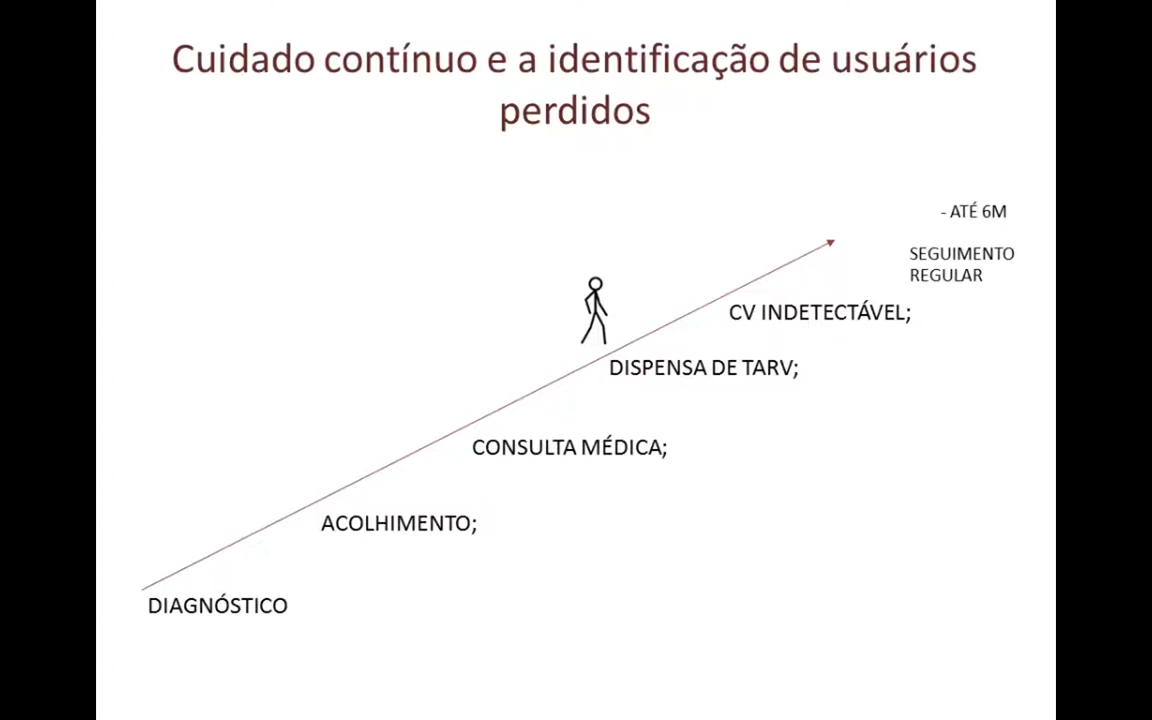 Cuidado contínuo e a identificação de usuários
perdidos
- ATÉ 6M
SEGUIMENTO
REGULAR
CV INDETECTÁVEL;
DISPENSA DE TARV;
CONSULTA MÉDICA;
ACOLHIMENTO;
DIAGNÓSTICO